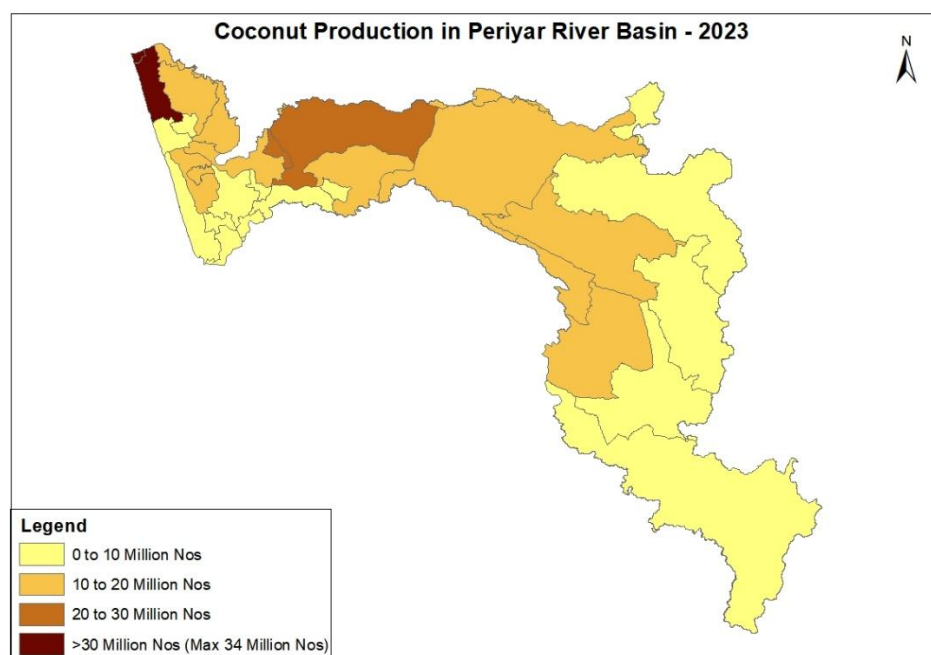 Coconut Production in Periyar River Basin - 2023
N
Legend
0 to 10 Million Nos
10 to 20 Million Nos
20 to 30 Million Nos
>30 Million Nos (Max 34 Million Nos)